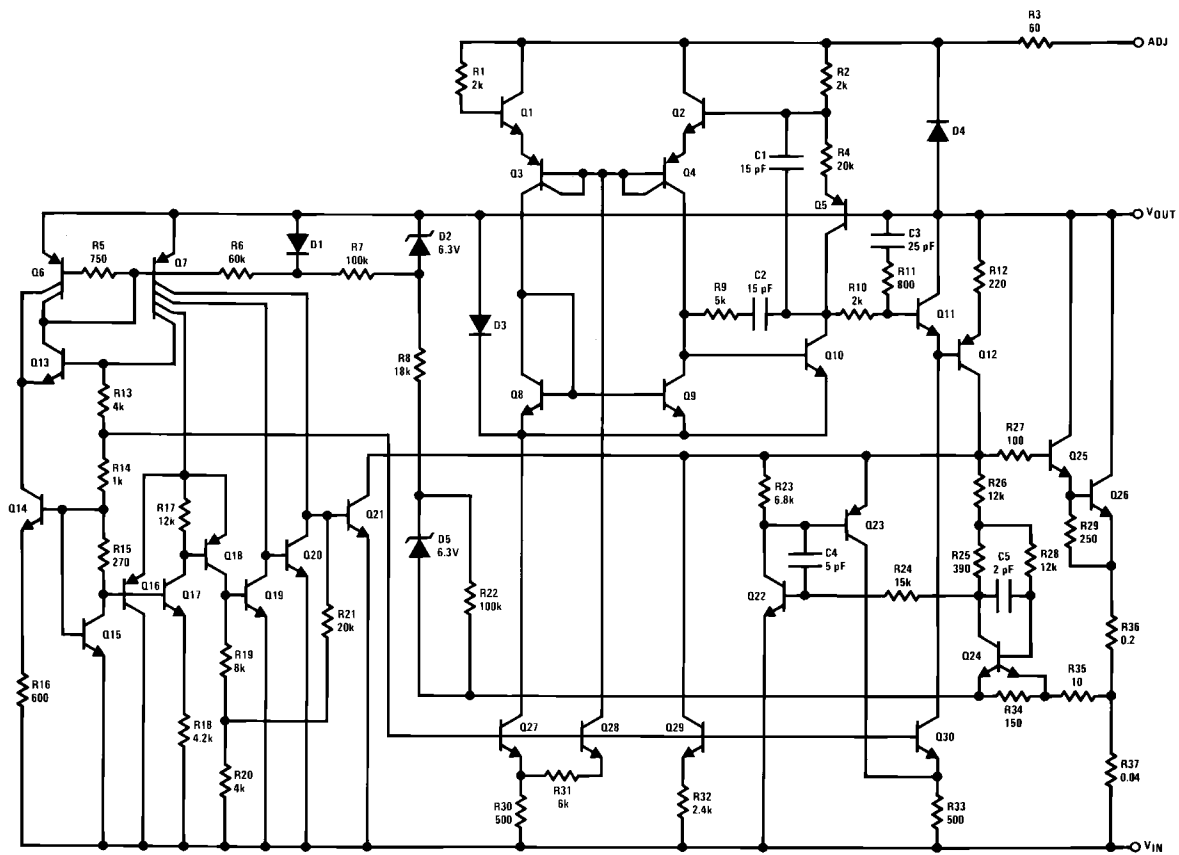 R3
60
ADJ
R1
2k
Q1
Q2
R2
2k
D4
C1
15 pF
R4
20k
Q3
Q4
Q5
VOUT
R5
750
R6
60k
D1
R7
100k
D2
6.3V
C3
25 pF
Q6
Q7
R12
220
R11
800
R9
5k
C2
15 pF
R10
2k
Q11
D3
Q12
Q13
R8
18k
Q10
R13
4k
Q8
Q9
R27
100
Q25
R14
1k
R23
6.8k
R26
12k
Q26
Q14
R17
12k
Q21
Q23
R29
250
Q18
Q20
D5
6.3V
R15
270
C4
5 pF
R25
390
C5
2 pF
R28
12k
R24
15k
Q16
Q17
Q19
R22
100k
Q22
R21
20k
Q15
R36
0.2
R19
8k
Q24
R35
10
R16
600
R34
150
R18
4.2k
Q27
Q28
Q29
Q30
R20
4k
R37
0.04
R31
6k
R30
500
R32
2.4k
R33
500
VIN